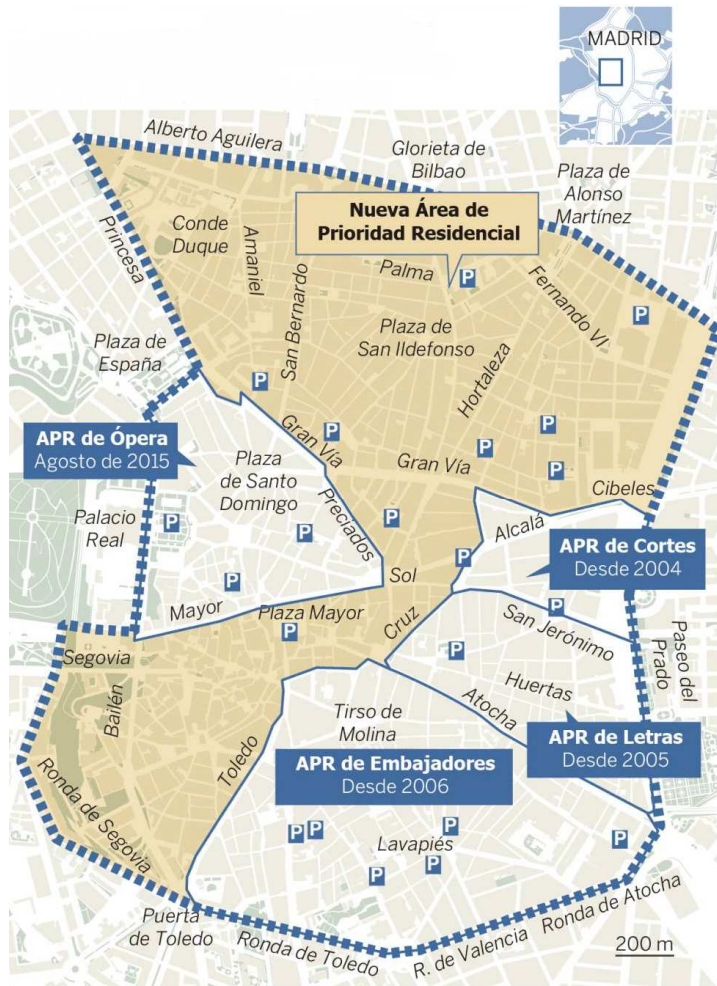 MADRID
Alberto Aguilera
Glorieta de
Bilbao
Plaza de
Alonso
Martínez
Nueva Área de
Prioridad Residencial
Princesa
Conde
Duque
Amaniel
San Bernardo
Palma
P
Fernando VI
P
Plaza de
San Ildefonso
Hortaleza
Plaza de
España
P
Gran Vía
P
P
P
APR de Ópera
Agosto de 2015
Plaza
de Santo
Domingo
Gran Vía
P
Cibeles
Palacio
Real
P
P
Preciados
P
Alcalá
P
APR de Cortes
Desde 2004
Sol
P
Mayor
Plaza Mayor
P
Cruz
P
San Jerónimo
P
Paseo del
Prado
Segovia
Bailén
Huertas
Atocha
Tirso de
Molina
APR de Letras
Desde 2005
Toledo
APR de Embajadores
Desde 2006
Ronda de Segovia
P
P
Lavapiés
P
P
P
P
Puerta
de Toledo
Ronda de Toledo
R. de Valencia
Ronda de Atocha
200 m